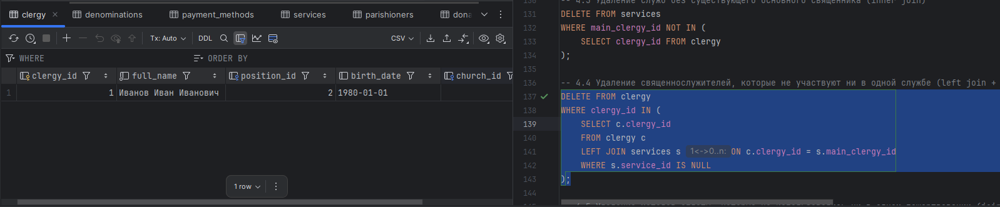 clergy
denominations
payment_methods
services
parishioners
dona
Tx: Auto
DDL
CSV
WHERE
ORDER BY
clergy_id
full_name
position_id
birth_date
church_id
1
1
Иванов Иван Иванович
2
1980-01-01
1 row
130 -- 4.3 Удаление служб без существующего основного священника (inner join)
131 DELETE FROM services
132 WHERE main_clergy_id NOT IN (
133 SELECT clergy_id FROM clergy
134 );
135
136 -- 4.4 Удаление священнослужителей, которые не участвуют ни в одной службе (left join +
137 DELETE FROM clergy
138 WHERE clergy_id IN (
139 SELECT c.clergy_id
140 FROM clergy c
141 LEFT JOIN services s 1<->0..n: ON c.clergy_id = s.main_clergy_id
142 WHERE s.service_id IS NULL
143 );
144